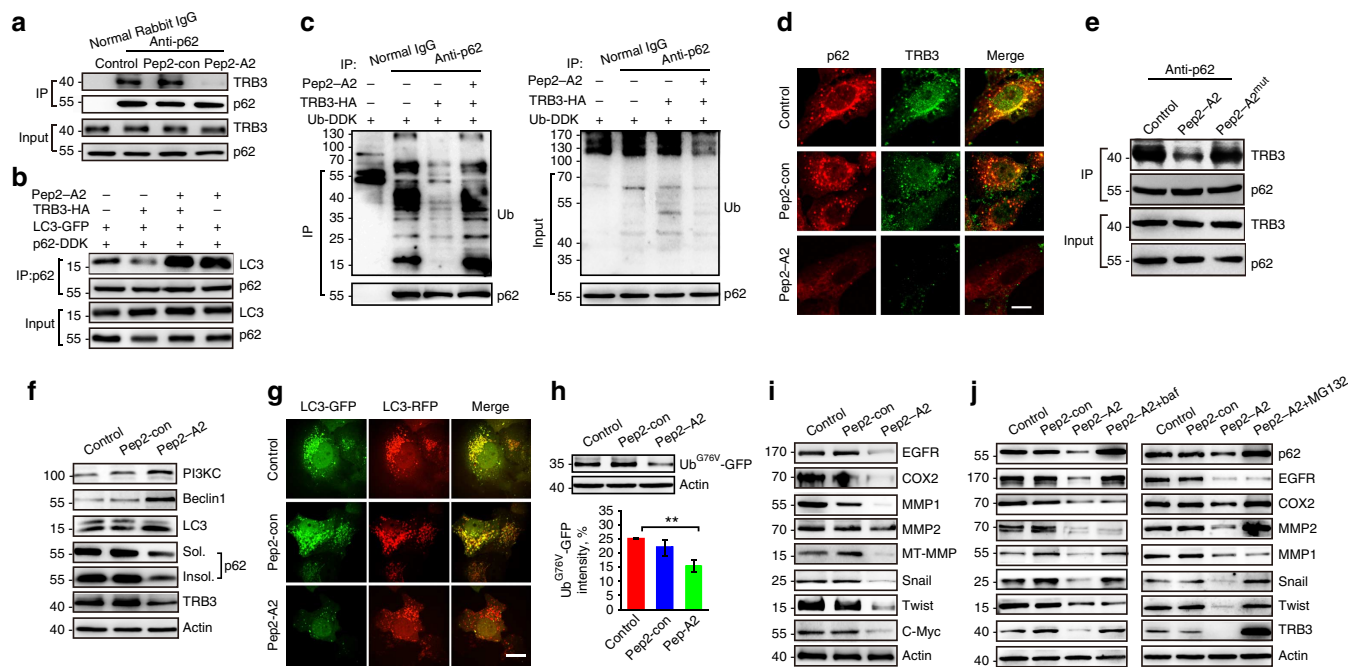 a
Normal Rabbit IgG
Anti-p62
Control Pep2-con Pep2-A2
IP
40
TRB3
55
p62
Input
40
TRB3
55
p62
b
Pep2–A2 – – + +
TRB3-HA – + + –
LC3-GFP + + + +
p62-DDK + + + +
IP:p62
15
LC3
55
p62
Input
15
LC3
55
p62
c
IP: Normal IgG Anti-p62
Pep2–A2 – – – +
TRB3-HA – – + +
Ub-DDK + + + +
130
100
70
55
40
35
25
15
IP
Ub
55
p62
IP: Normal IgG Anti-p62
Pep2–A2 – – – +
TRB3-HA – – + +
Ub-DDK + + + +
170
130
100
70
55
40
35
Input
Ub
55
p62
d
p62 TRB3 Merge
Control
Pep2-con
Pep2–A2
e
Anti-p62
Control Pep2–A2 Pep2–A2mut
IP
40
TRB3
55
p62
Input
40
TRB3
55
p62
f
Control Pep2-con Pep2–A2
100 PI3KC
55 Beclin1
15 LC3
55 Sol.
55 Insol.
p62
40 TRB3
40 Actin
g
LC3-GFP LC3-RFP Merge
Control
Pep2-con
Pep2-A2
h
Control Pep2-con Pep2–A2
35 UbG76V-GFP
40 Actin
UbG76V-GFP intensity, %
35
30
25
20
15
10
5
0
**
Control Pep2-con Pep-A2
i
Control Pep2-con Pep2–A2
170 EGFR
70 COX2
55 MMP1
70 MMP2
15 MT-MMP
25 Snail
15 Twist
55 C-Myc
40 Actin
j
Control Pep2-con Pep2–A2 Pep2–A2+baf
Control Pep2-con Pep2–A2 Pep2–A2+MG132
55 55 p62
170 170 EGFR
70 70 COX2
70 70 MMP2
55 55 MMP1
25 25 Snail
15 15 Twist
40 40 TRB3
40 40 Actin